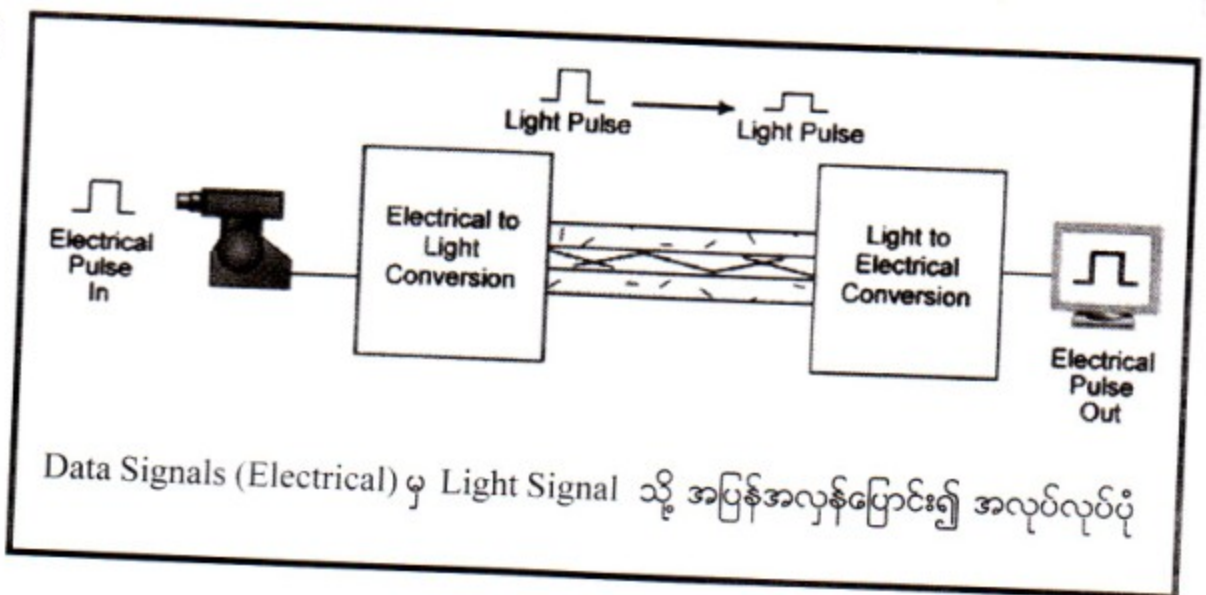 Light Pulse
Light Pulse
Electrical
Pulse
In
Electrical to
Light
Conversion
Light to
Electrical
Conversion
Electrical
Pulse
Out
Data Signals (Electrical) မှ Light Signal သို့ အပြန်အလှန်ပြောင်း၍ အလုပ်လုပ်ပုံ